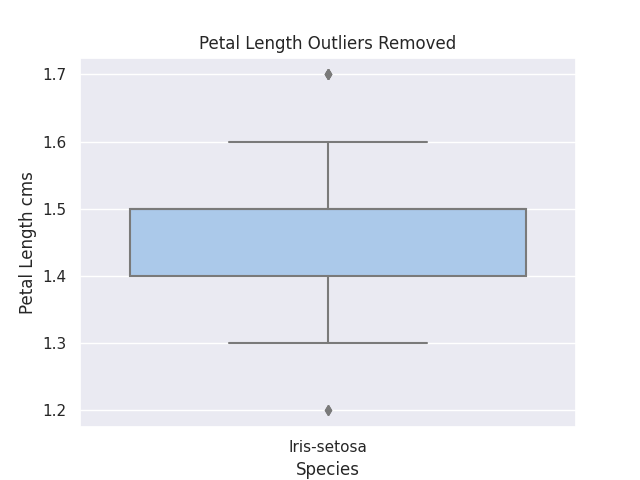 Petal Length Outliers Removed
1.7
1.6
1.5
1.4
1.3
1.2
Petal Length cms
Iris-setosa
Species